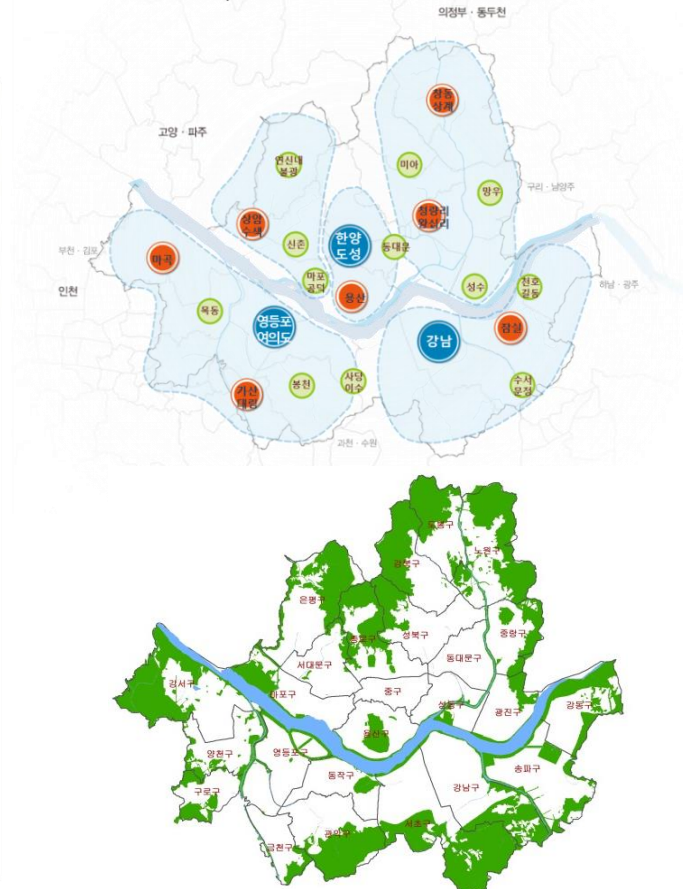 의정부 · 동두천
창동
상계
고양 · 파주
연신내
불광
미아
망우
구리 · 남양주
상암
수색
청량리
왕십리
신촌
한양
도성
동대문
부천 · 김포
마곡
마포
공덕
용산
성수
천호
길동
하남 · 광주
인천
목동
영등포
여의도
강남
잠실
가산
대림
봉천
사당
이수
수서
문정
과천 · 수원
도봉구
노원구
강북구
은평구
종로구
성북구
중랑구
서대문구
동대문구
강서구
마포구
중구
성동구
광진구
강동구
용산구
양천구
영등포구
동작구
송파구
구로구
강남구
서초구
관악구
금천구